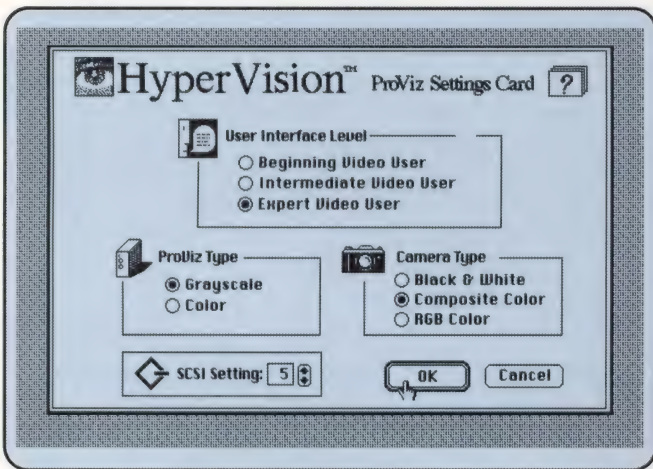 HyperVision™ ProViz Settings Card ?
User Interface Level
Beginning Video User
Intermediate Video User
Expert Video User
ProViz Type
Grayscale
Color
Camera Type
Black & White
Composite Color
RGB Color
SCSI Setting: 5
OK
Cancel